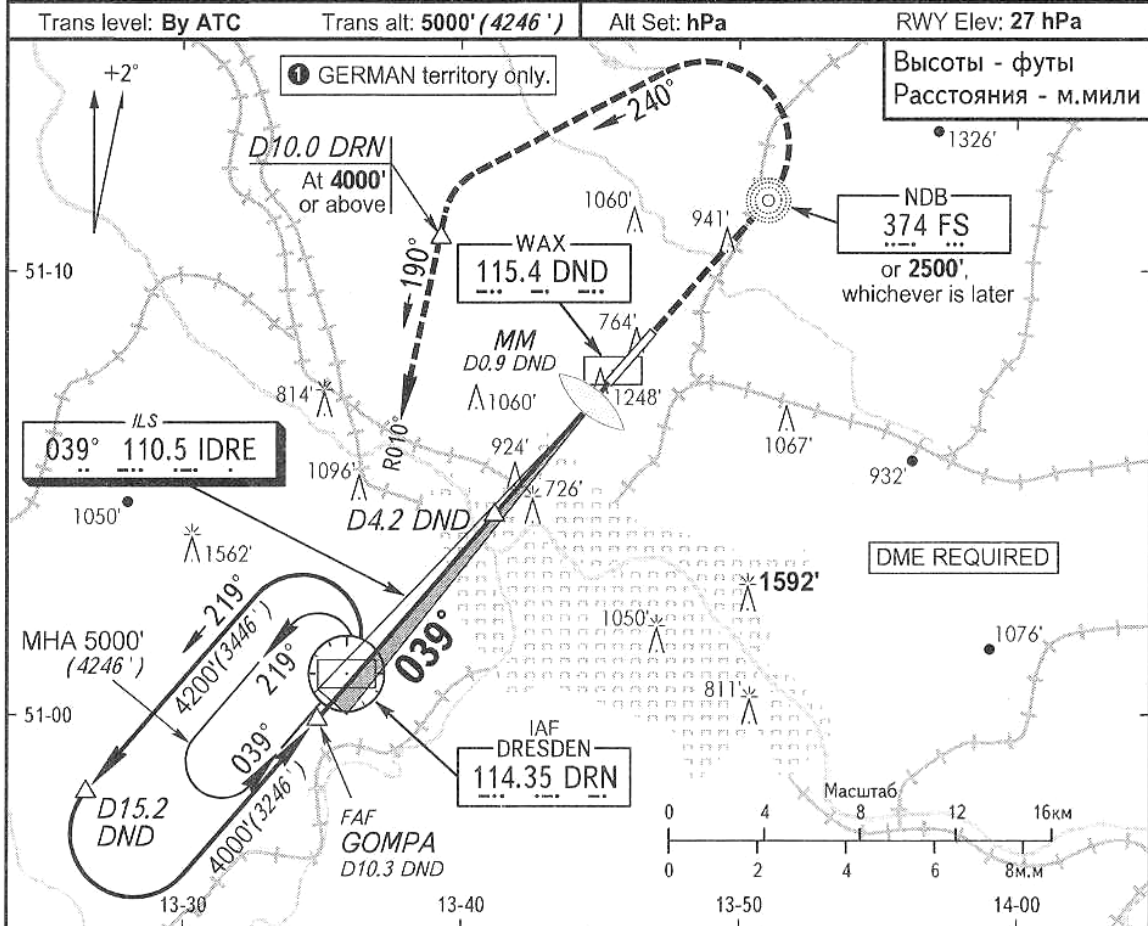 Trans level: By ATC
Trans alt: 5000' (4246 ')
Alt Set: hPa
RWY Elev: 27 hPa
+2°
❶ GERMAN territory only.
Высоты - футы
Расстояния - м.мили
240°
1326'
D10.0 DRN
At 4000'
or above
1060'
941'
NDB
374 FS
··–· ···
or 2500',
whichever is later
WAX
115.4 DND
–·· –· –··
51-10
190°
764'
MM
D0.9 DND
814'
1060'
1248'
1067'
ILS
039° 110.5 IDRE
·· –·· ·–· ·
R010°
924'
932'
1096'
726'
1050'
D4.2 DND
1562'
DME REQUIRED
1592'
219°
1050'
1076'
MHA 5000'
(4246 ')
4200'(3446 ')
219°
039°
811'
51-00
039°
IAF
DRESDEN
114.35 DRN
–·· ·–· –·
D15.2
DND
4000'(3246 ')
FAF
GOMPA
D10.3 DND
Масштаб
0 4 8 12 16км
0 2 4 6 8м.м
13-30 13-40 13-50 14-00